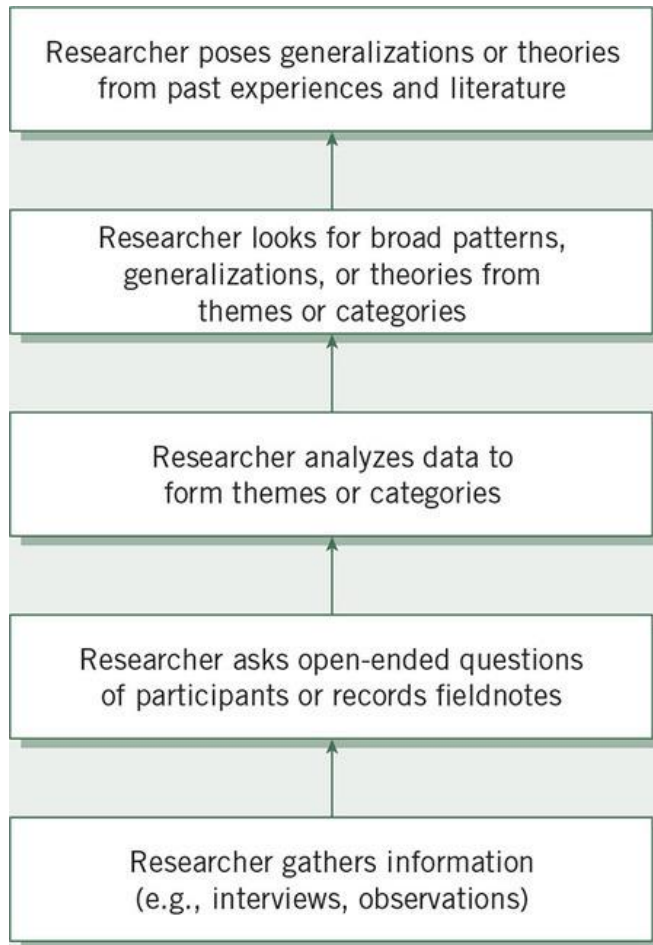 Researcher poses generalizations or theories
from past experiences and literature
Researcher looks for broad patterns,
generalizations, or theories from
themes or categories
Researcher analyzes data to
form themes or categories
Researcher asks open-ended questions
of participants or records fieldnotes
Researcher gathers information
(e.g., interviews, observations)